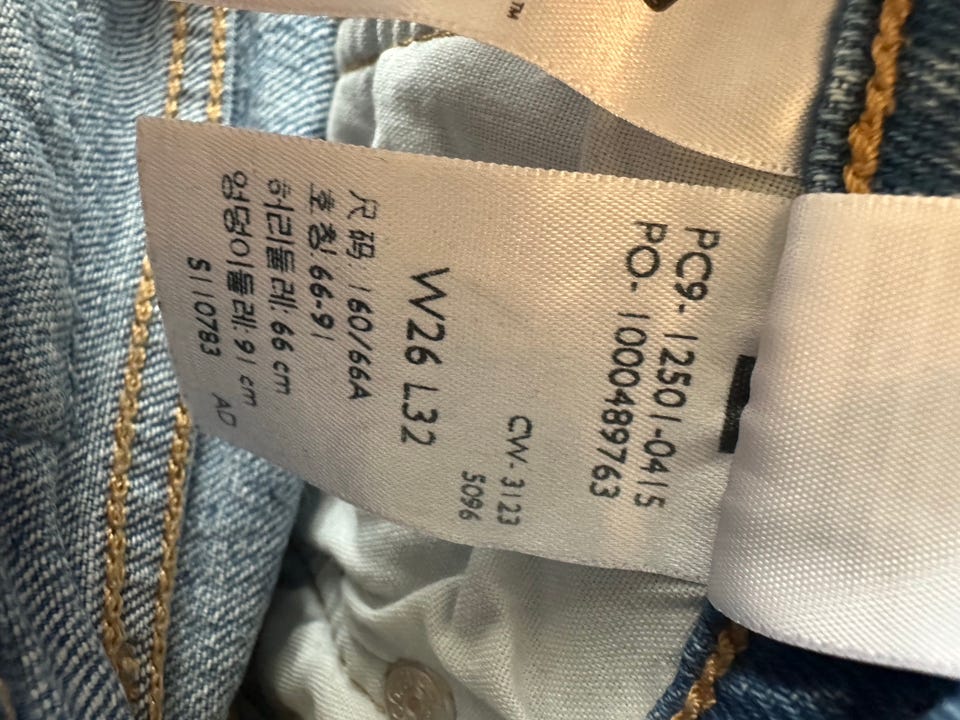 TM
PC9- 12501-0415
PO- 1000489763
CW- 3123
5096
W26 L32
尺码: 160/66A
호칭: 66-91
허리둘레: 66 cm
엉덩이둘레: 91 cm
S110783 AD